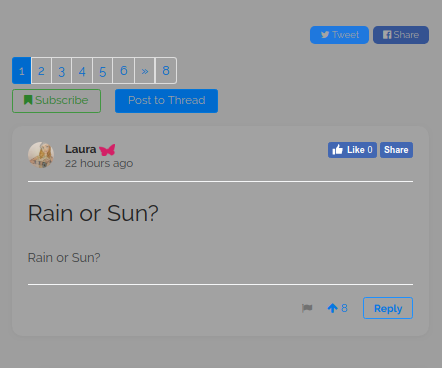 Tweet Share
1 2 3 4 5 6 » 8
Subscribe Post to Thread
Laura
22 hours ago
Like 0 Share
Rain or Sun?
Rain or Sun?
8 Reply